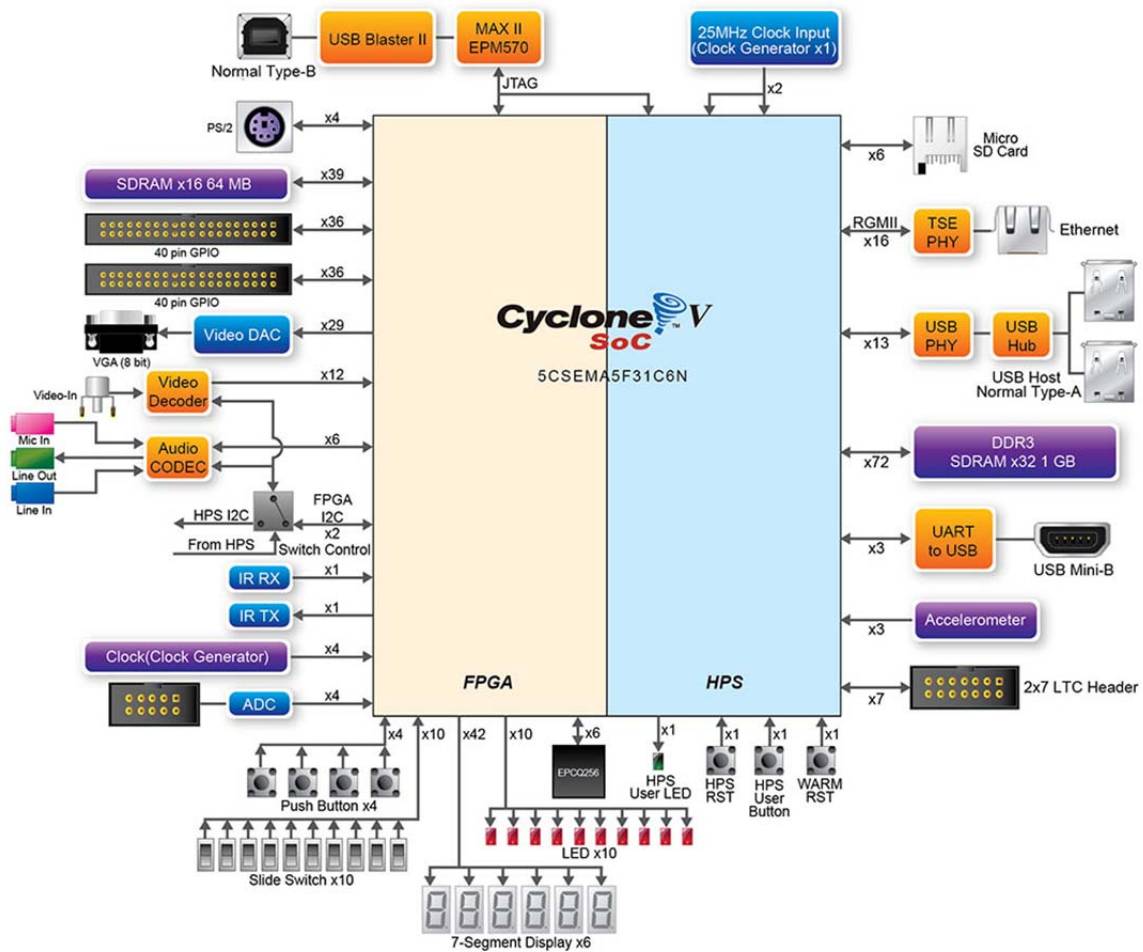 Normal Type-B
USB Blaster II
MAX II
EPM570
JTAG
25MHz Clock Input
(Clock Generator x1)
x2
PS/2
x4
SDRAM x16 64 MB
x39
x36
40 pin GPIO
x36
40 pin GPIO
VGA (8 bit)
Video DAC
x29
Video-In
Video
Decoder
x12
Mic In
Line Out
Line In
Audio
CODEC
x6
HPS I2C
From HPS
FPGA
I2C
x2
Switch Control
IR RX
x1
IR TX
x1
Clock(Clock Generator)
x4
ADC
x4
Cyclone V
TM
SoC
5CSEMA5F31C6N
FPGA
HPS
x6
Micro
SD Card
RGMII
x16
TSE
PHY
Ethernet
x13
USB
PHY
USB
Hub
USB Host
Normal Type-A
x72
DDR3
SDRAM x32 1 GB
x3
UART
to USB
USB Mini-B
x3
Accelerometer
x7
2x7 LTC Header
x4
Push Button x4
x10
Slide Switch x10
x42
7-Segment Display x6
x10
LED x10
x6
EPCQ256
x1
HPS
User LED
x1
HPS
RST
x1
HPS
User
Button
x1
WARM
RST